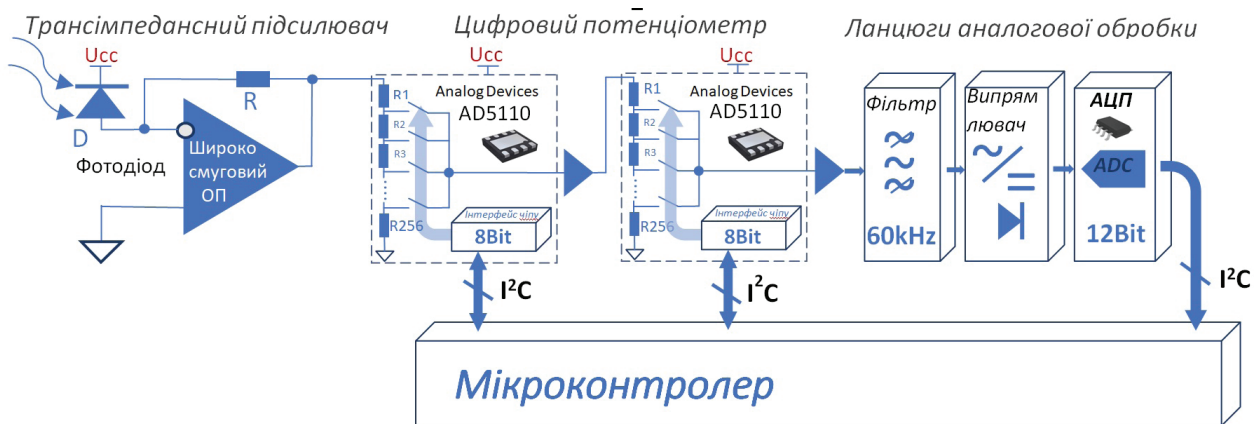 Трансімпедансний підсилювач
Цифровий потенціометр
Ланцюги аналогової обробки
Ucc
R
D
Фотодіод
Широко
смуговий
ОП
Ucc
Analog Devices
AD5110
R1
R2
R3
R256
Інтерфейс чіпу
8Bit
I²C
Ucc
Analog Devices
AD5110
R1
R2
R3
R256
Інтерфейс чіпу
8Bit
I²C
Фільтр
60kHz
Випрям
лювач
АЦП
ADC
12Bit
I²C
Мікроконтролер